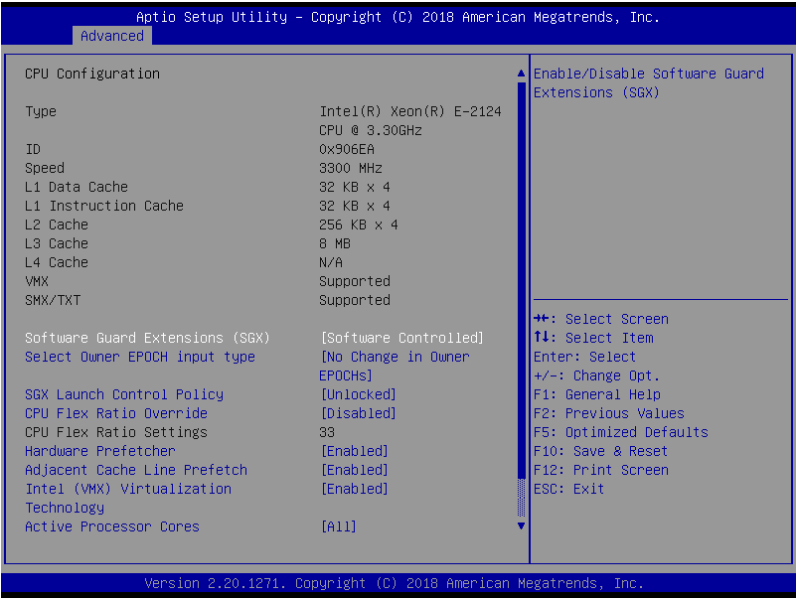 Aptio Setup Utility – Copyright (C) 2018 American Megatrends, Inc.
Advanced
CPU Configuration
Type Intel(R) Xeon(R) E-2124
CPU @ 3.30GHz
ID 0x906EA
Speed 3300 MHz
L1 Data Cache 32 KB x 4
L1 Instruction Cache 32 KB x 4
L2 Cache 256 KB x 4
L3 Cache 8 MB
L4 Cache N/A
VMX Supported
SMX/TXT Supported
Software Guard Extensions (SGX) [Software Controlled]
Select Owner EPOCH input type [No Change in Owner
EPOCHs]
SGX Launch Control Policy [Unlocked]
CPU Flex Ratio Override [Disabled]
CPU Flex Ratio Settings 33
Hardware Prefetcher [Enabled]
Adjacent Cache Line Prefetch [Enabled]
Intel (VMX) Virtualization [Enabled]
Technology
Active Processor Cores [All]
Enable/Disable Software Guard
Extensions (SGX)
→←: Select Screen
↑↓: Select Item
Enter: Select
+/-: Change Opt.
F1: General Help
F2: Previous Values
F5: Optimized Defaults
F10: Save & Reset
F12: Print Screen
ESC: Exit
Version 2.20.1271. Copyright (C) 2018 American Megatrends, Inc.